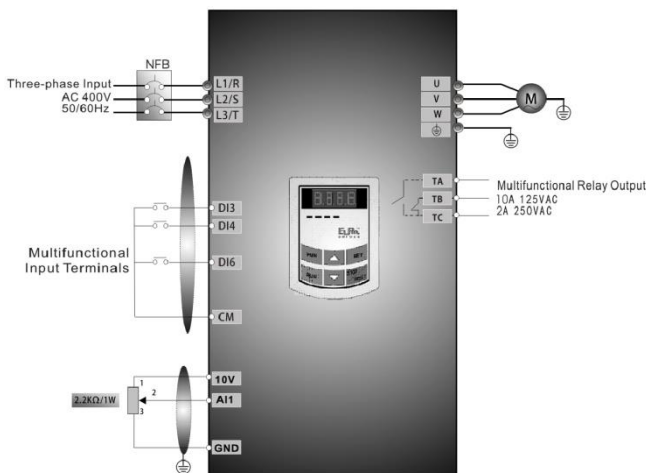 NFB
Three-phase Input
AC 400V
50/60Hz
L1/R
L2/S
L3/T
U
V
W
M
TA
TB
TC
Multifunctional Relay Output
10A 125VAC
2A 250VAC
DI3
DI4
DI6
CM
Multifunctional
Input Terminals
10V
AI1
GND
1
2
3
2.2KΩ/1W